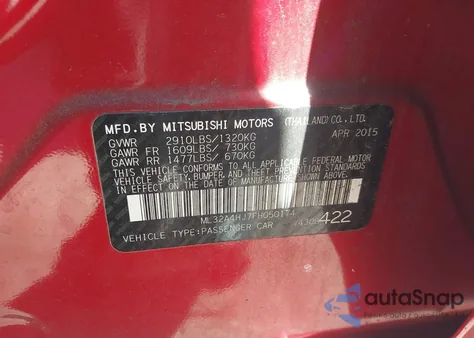 MFD.BY MITSUBISHI MOTORS (THAILAND) CO., LTD.
GVWR 2910LBS/1320KG APR 2015
GAWR FR 1609LBS/ 730KG
GAWR RR 1477LBS/ 670KG
THIS VEHICLE CONFORMS TO ALL APPLICABLE
FEDERAL MOTOR VEHICLE SAFETY,
BUMPER AND THEFT PREVENTION STANDARDS
IN EFFECT ON THE DATE OF
MANUFACTURE SHOWN ABOVE.
ML32A4HJ7FH050174
VEHICLE TYPE:PASSENGER CAR 422
autoSnap